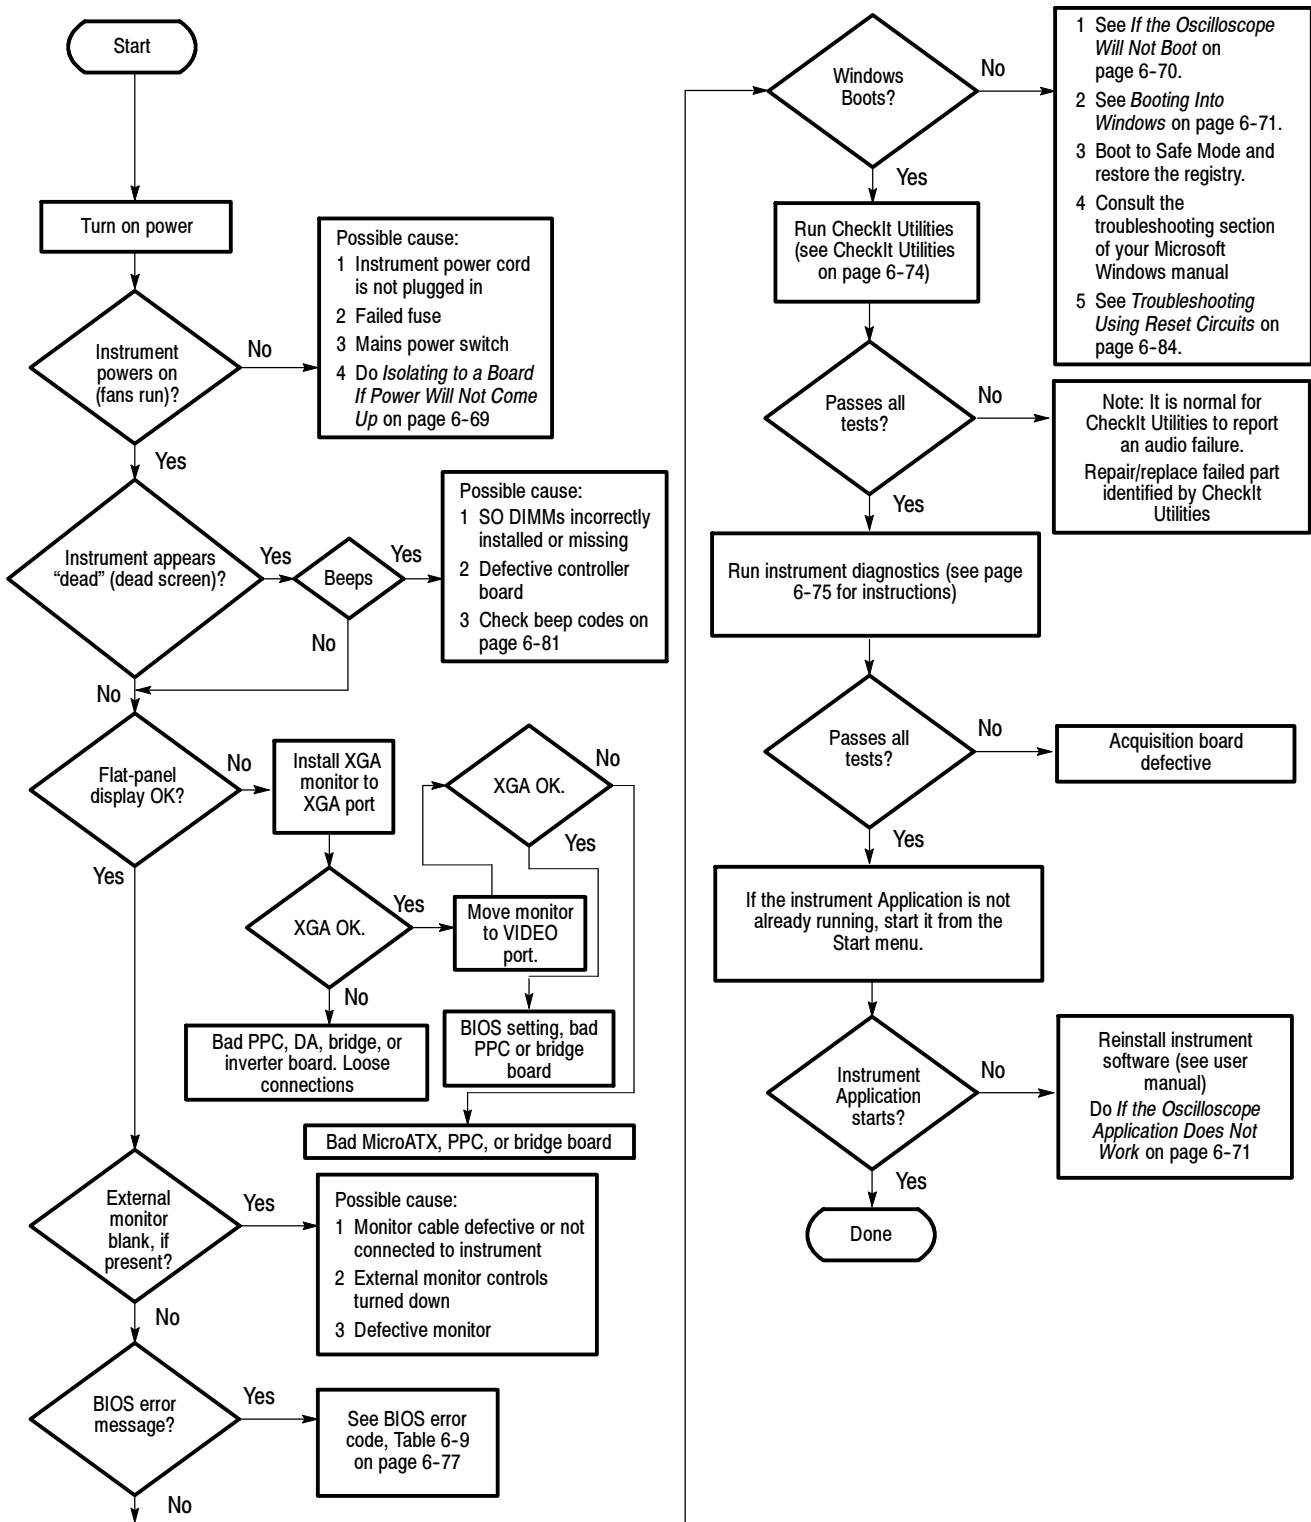 Start
Turn on power
Instrument
powers on
(fans run)?
No
Possible cause:
1 Instrument power cord
is not plugged in
2 Failed fuse
3 Mains power switch
4 Do Isolating to a Board
If Power Will Not Come
Up on page 6-69
Yes
Instrument appears
“dead” (dead screen)?
Yes
Beeps
Yes
Possible cause:
1 SO DIMMs incorrectly
installed or missing
2 Defective controller
board
3 Check beep codes on
page 6-81
No
No
Flat-panel
display OK?
No
Install XGA
monitor to
XGA port
XGA OK.
No
Yes
Yes
XGA OK.
Yes
Move monitor
to VIDEO
port.
No
Bad PPC, DA, bridge, or
inverter board. Loose
connections
BIOS setting, bad
PPC or bridge
board
Bad MicroATX, PPC, or bridge board
External
monitor
blank, if
present?
Yes
Possible cause:
1 Monitor cable defective or not
connected to instrument
2 External monitor controls
turned down
3 Defective monitor
No
BIOS error
message?
Yes
See BIOS error
code, Table 6-9
on page 6-77
No
Windows
Boots?
No
1 See If the Oscilloscope
Will Not Boot on
page 6-70.
2 See Booting Into
Windows on page 6-71.
3 Boot to Safe Mode and
restore the registry.
4 Consult the
troubleshooting section
of your Microsoft
Windows manual
5 See Troubleshooting
Using Reset Circuits on
page 6-84.
Yes
Run CheckIt Utilities
(see CheckIt Utilities
on page 6-74)
Passes all
tests?
No
Note: It is normal for
CheckIt Utilities to report
an audio failure.
Repair/replace failed part
identified by CheckIt
Utilities
Yes
Run instrument diagnostics (see page
6-75 for instructions)
Passes all
tests?
No
Acquisition board
defective
Yes
If the instrument Application is not
already running, start it from the
Start menu.
Instrument
Application
starts?
No
Reinstall instrument
software (see user
manual)
Do If the Oscilloscope
Application Does Not
Work on page 6-71
Yes
Done